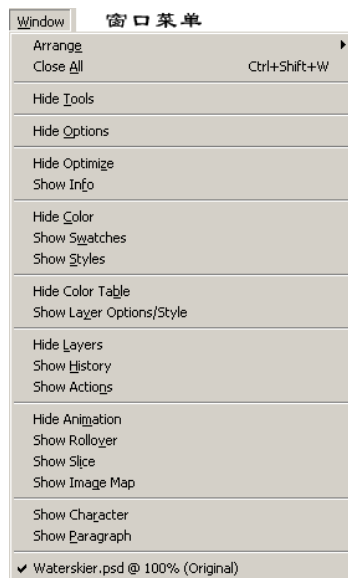 Window 窗口菜单
Arrange
Close All Ctrl+Shift+W
Hide Tools
Hide Options
Hide Optimize
Show Info
Hide Color
Show Swatches
Show Styles
Hide Color Table
Show Layer Options/Style
Hide Layers
Show History
Show Actions
Hide Animation
Show Rollover
Show Slice
Show Image Map
Show Character
Show Paragraph
✔ Waterskier.psd @ 100% (Original)